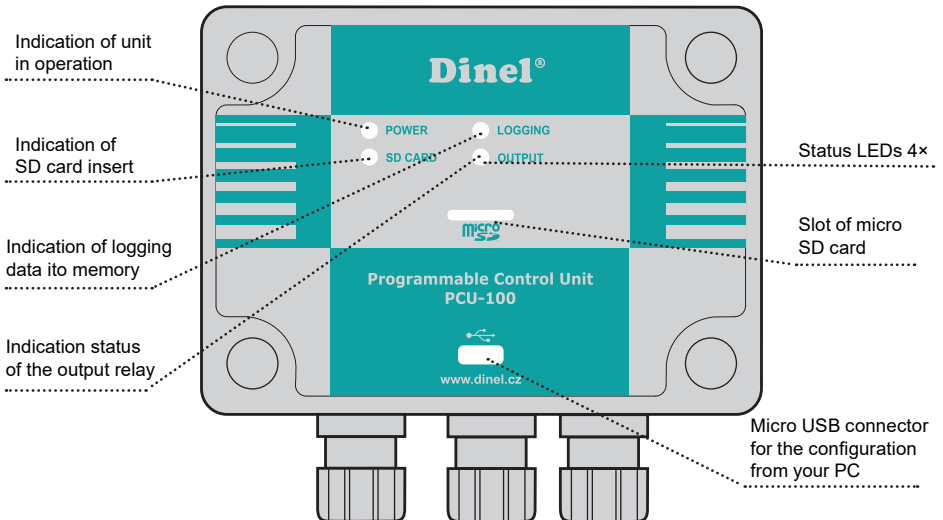 Indication of unit
in operation
Indication of
SD card insert
Indication of logging
data ito memory
Indication status
of the output relay
Dinel®
POWER
LOGGING
SD CARD
OUTPUT
micro
SD
Programmable Control Unit
PCU-100
www.dinel.cz
Status LEDs 4×
Slot of micro
SD card
Micro USB connector
for the configuration
from your PC